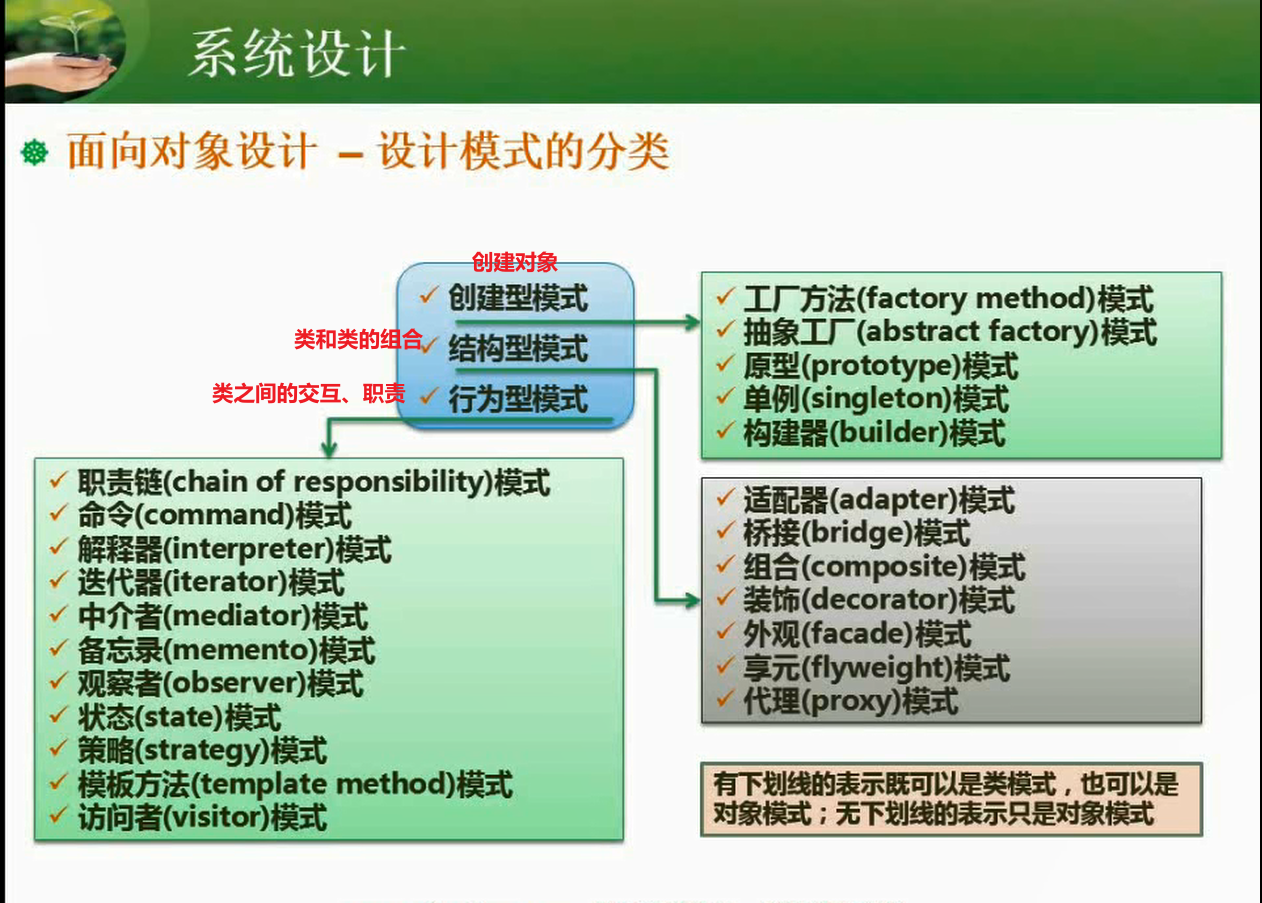 系统设计
面向对象设计 – 设计模式的分类
创建对象
创建型模式
类和类的组合
结构型模式
类之间的交互、职责
行为型模式
工厂方法(factory method)模式
抽象工厂(abstract factory)模式
原型(prototype)模式
单例(singleton)模式
构建器(builder)模式
职责链(chain of responsibility)模式
命令(command)模式
解释器(interpreter)模式
迭代器(iterator)模式
中介者(mediator)模式
备忘录(memento)模式
观察者(observer)模式
状态(state)模式
策略(strategy)模式
模板方法(template method)模式
访问者(visitor)模式
适配器(adapter)模式
桥接(bridge)模式
组合(composite)模式
装饰(decorator)模式
外观(facade)模式
享元(flyweight)模式
代理(proxy)模式
有下划线的表示既可以是类模式，也可以是
对象模式；无下划线的表示只是对象模式